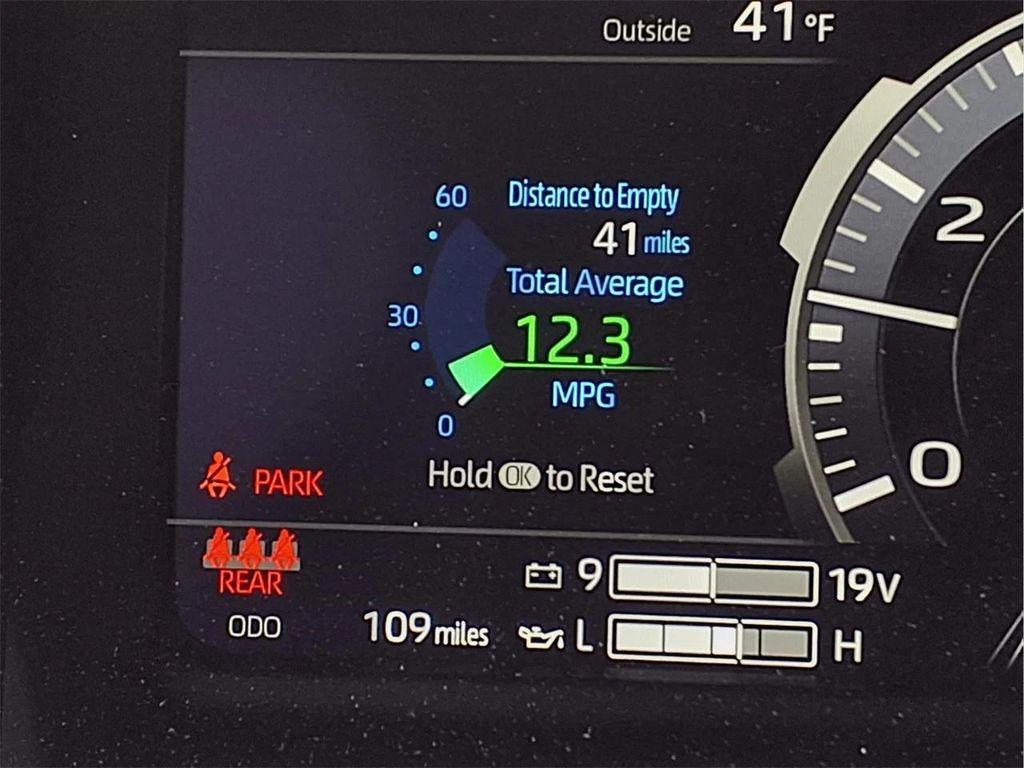 Outside 41°F
60 Distance to Empty
41 miles
Total Average
30 12.3
MPG
0
Hold OK to Reset
PARK
REAR
ODO 109 miles
9 19V
L H
2
0